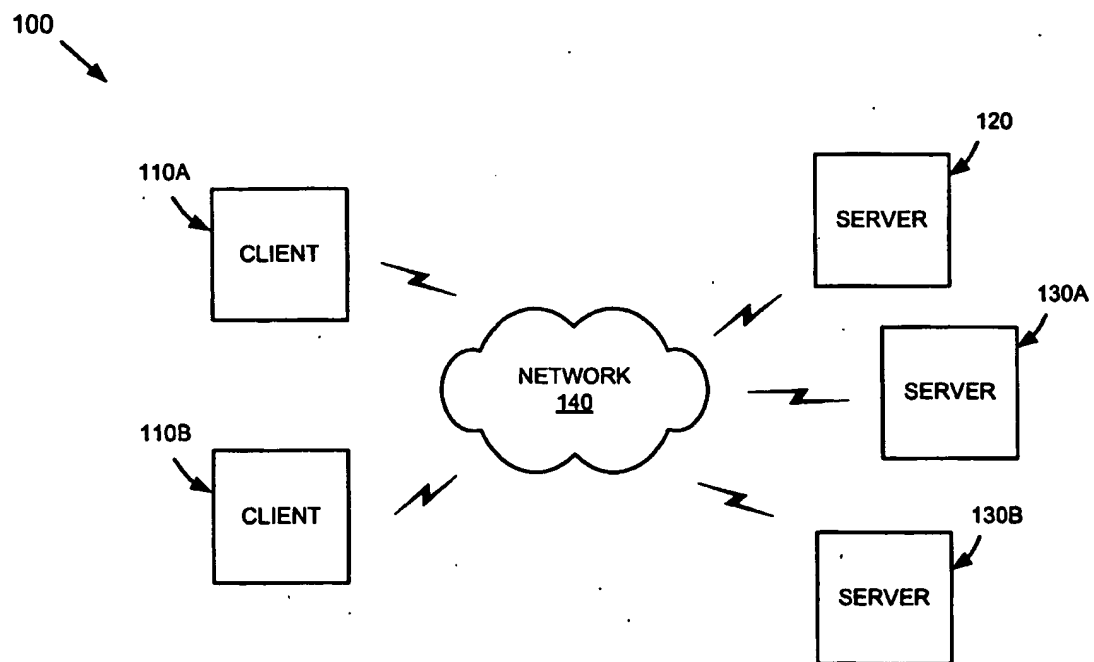 100
110A
CLIENT
120
SERVER
130A
SERVER
NETWORK
140
110B
CLIENT
130B
SERVER